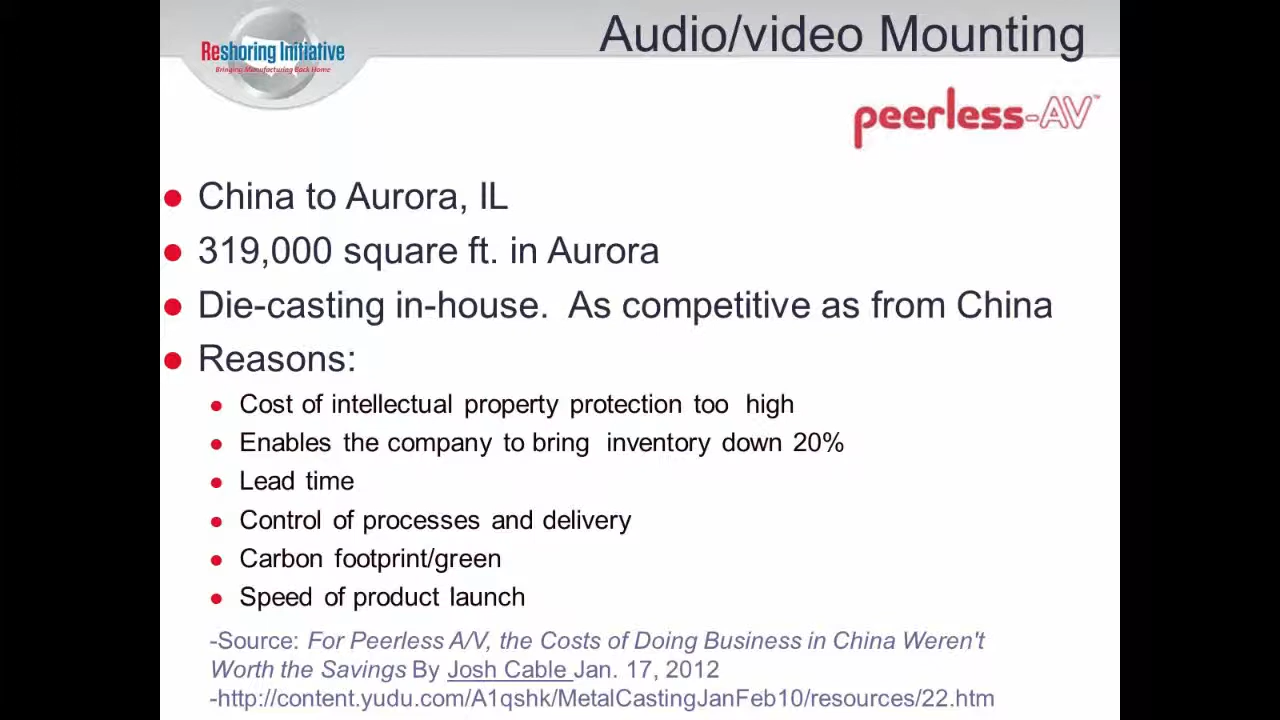 Audio/video Mounting
Reshoring Initiative
Bringing Manufacturing Back Home
peerless-AV™
● China to Aurora, IL
● 319,000 square ft. in Aurora
● Die-casting in-house. As competitive as from China
● Reasons:
● Cost of intellectual property protection too high
● Enables the company to bring inventory down 20%
● Lead time
● Control of processes and delivery
● Carbon footprint/green
● Speed of product launch
-Source: For Peerless A/V, the Costs of Doing Business in China Weren't
Worth the Savings By Josh Cable Jan. 17, 2012
-http://content.yudu.com/A1qshk/MetalCastingJanFeb10/resources/22.htm